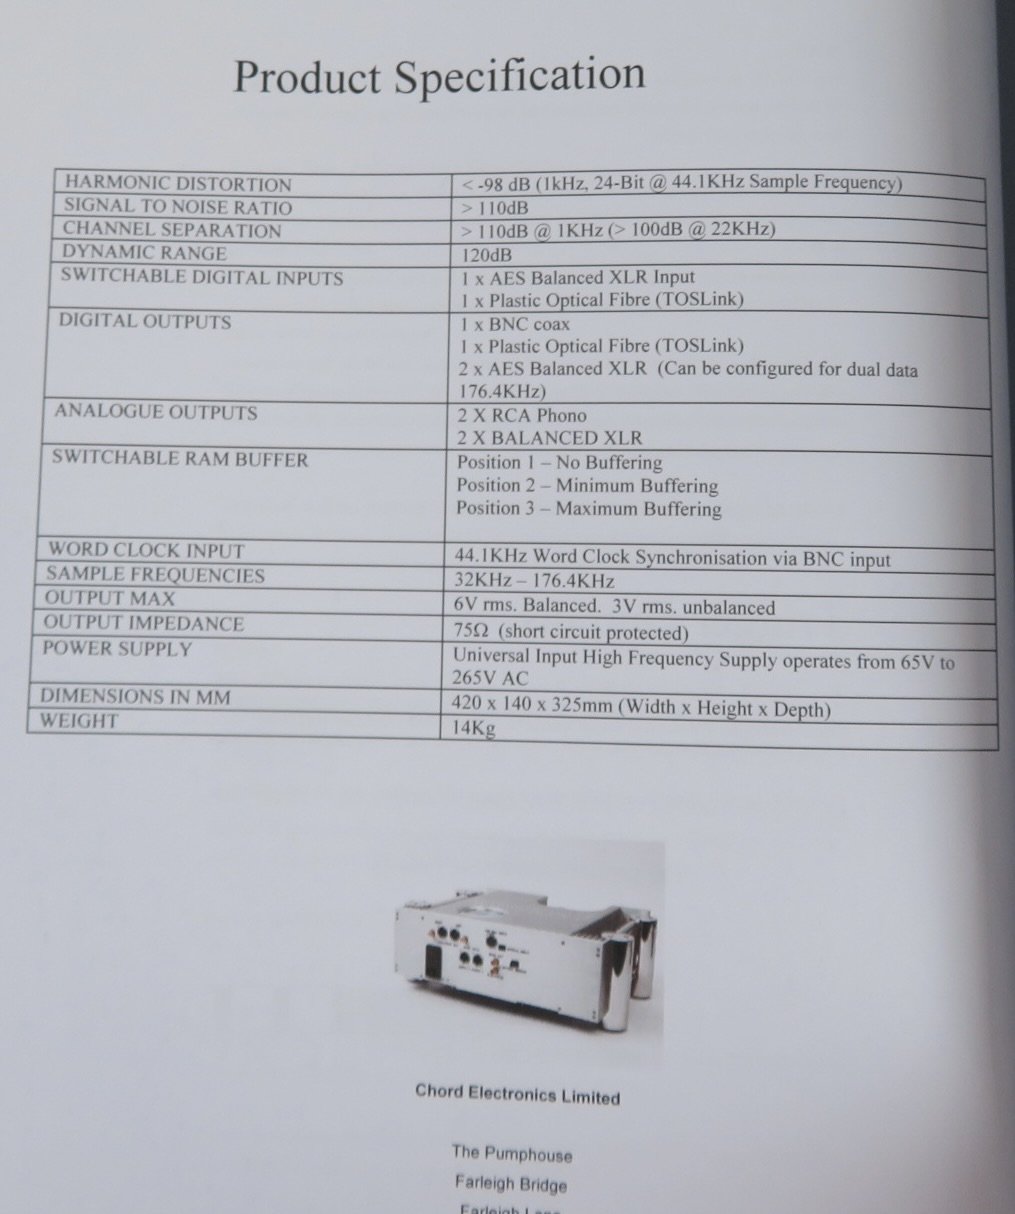 Product Specification
HARMONIC DISTORTION < -98 dB (1kHz, 24-Bit @ 44.1KHz Sample Frequency)
SIGNAL TO NOISE RATIO > 110dB
CHANNEL SEPARATION > 110dB @ 1KHz (> 100dB @ 22KHz)
DYNAMIC RANGE 120dB
SWITCHABLE DIGITAL INPUTS 1 x AES Balanced XLR Input
1 x Plastic Optical Fibre (TOSLink)
DIGITAL OUTPUTS 1 x BNC coax
1 x Plastic Optical Fibre (TOSLink)
2 x AES Balanced XLR (Can be configured for dual data
176.4KHz)
ANALOGUE OUTPUTS 2 X RCA Phono
2 X BALANCED XLR
SWITCHABLE RAM BUFFER Position 1 – No Buffering
Position 2 – Minimum Buffering
Position 3 – Maximum Buffering
WORD CLOCK INPUT 44.1KHz Word Clock Synchronisation via BNC input
SAMPLE FREQUENCIES 32KHz – 176.4KHz
OUTPUT MAX 6V rms. Balanced. 3V rms. unbalanced
OUTPUT IMPEDANCE 75Ω (short circuit protected)
POWER SUPPLY Universal Input High Frequency Supply operates from 65V to
265V AC
DIMENSIONS IN MM 420 x 140 x 325mm (Width x Height x Depth)
WEIGHT 14Kg
Chord Electronics Limited
The Pumphouse
Farleigh Bridge
Farleigh